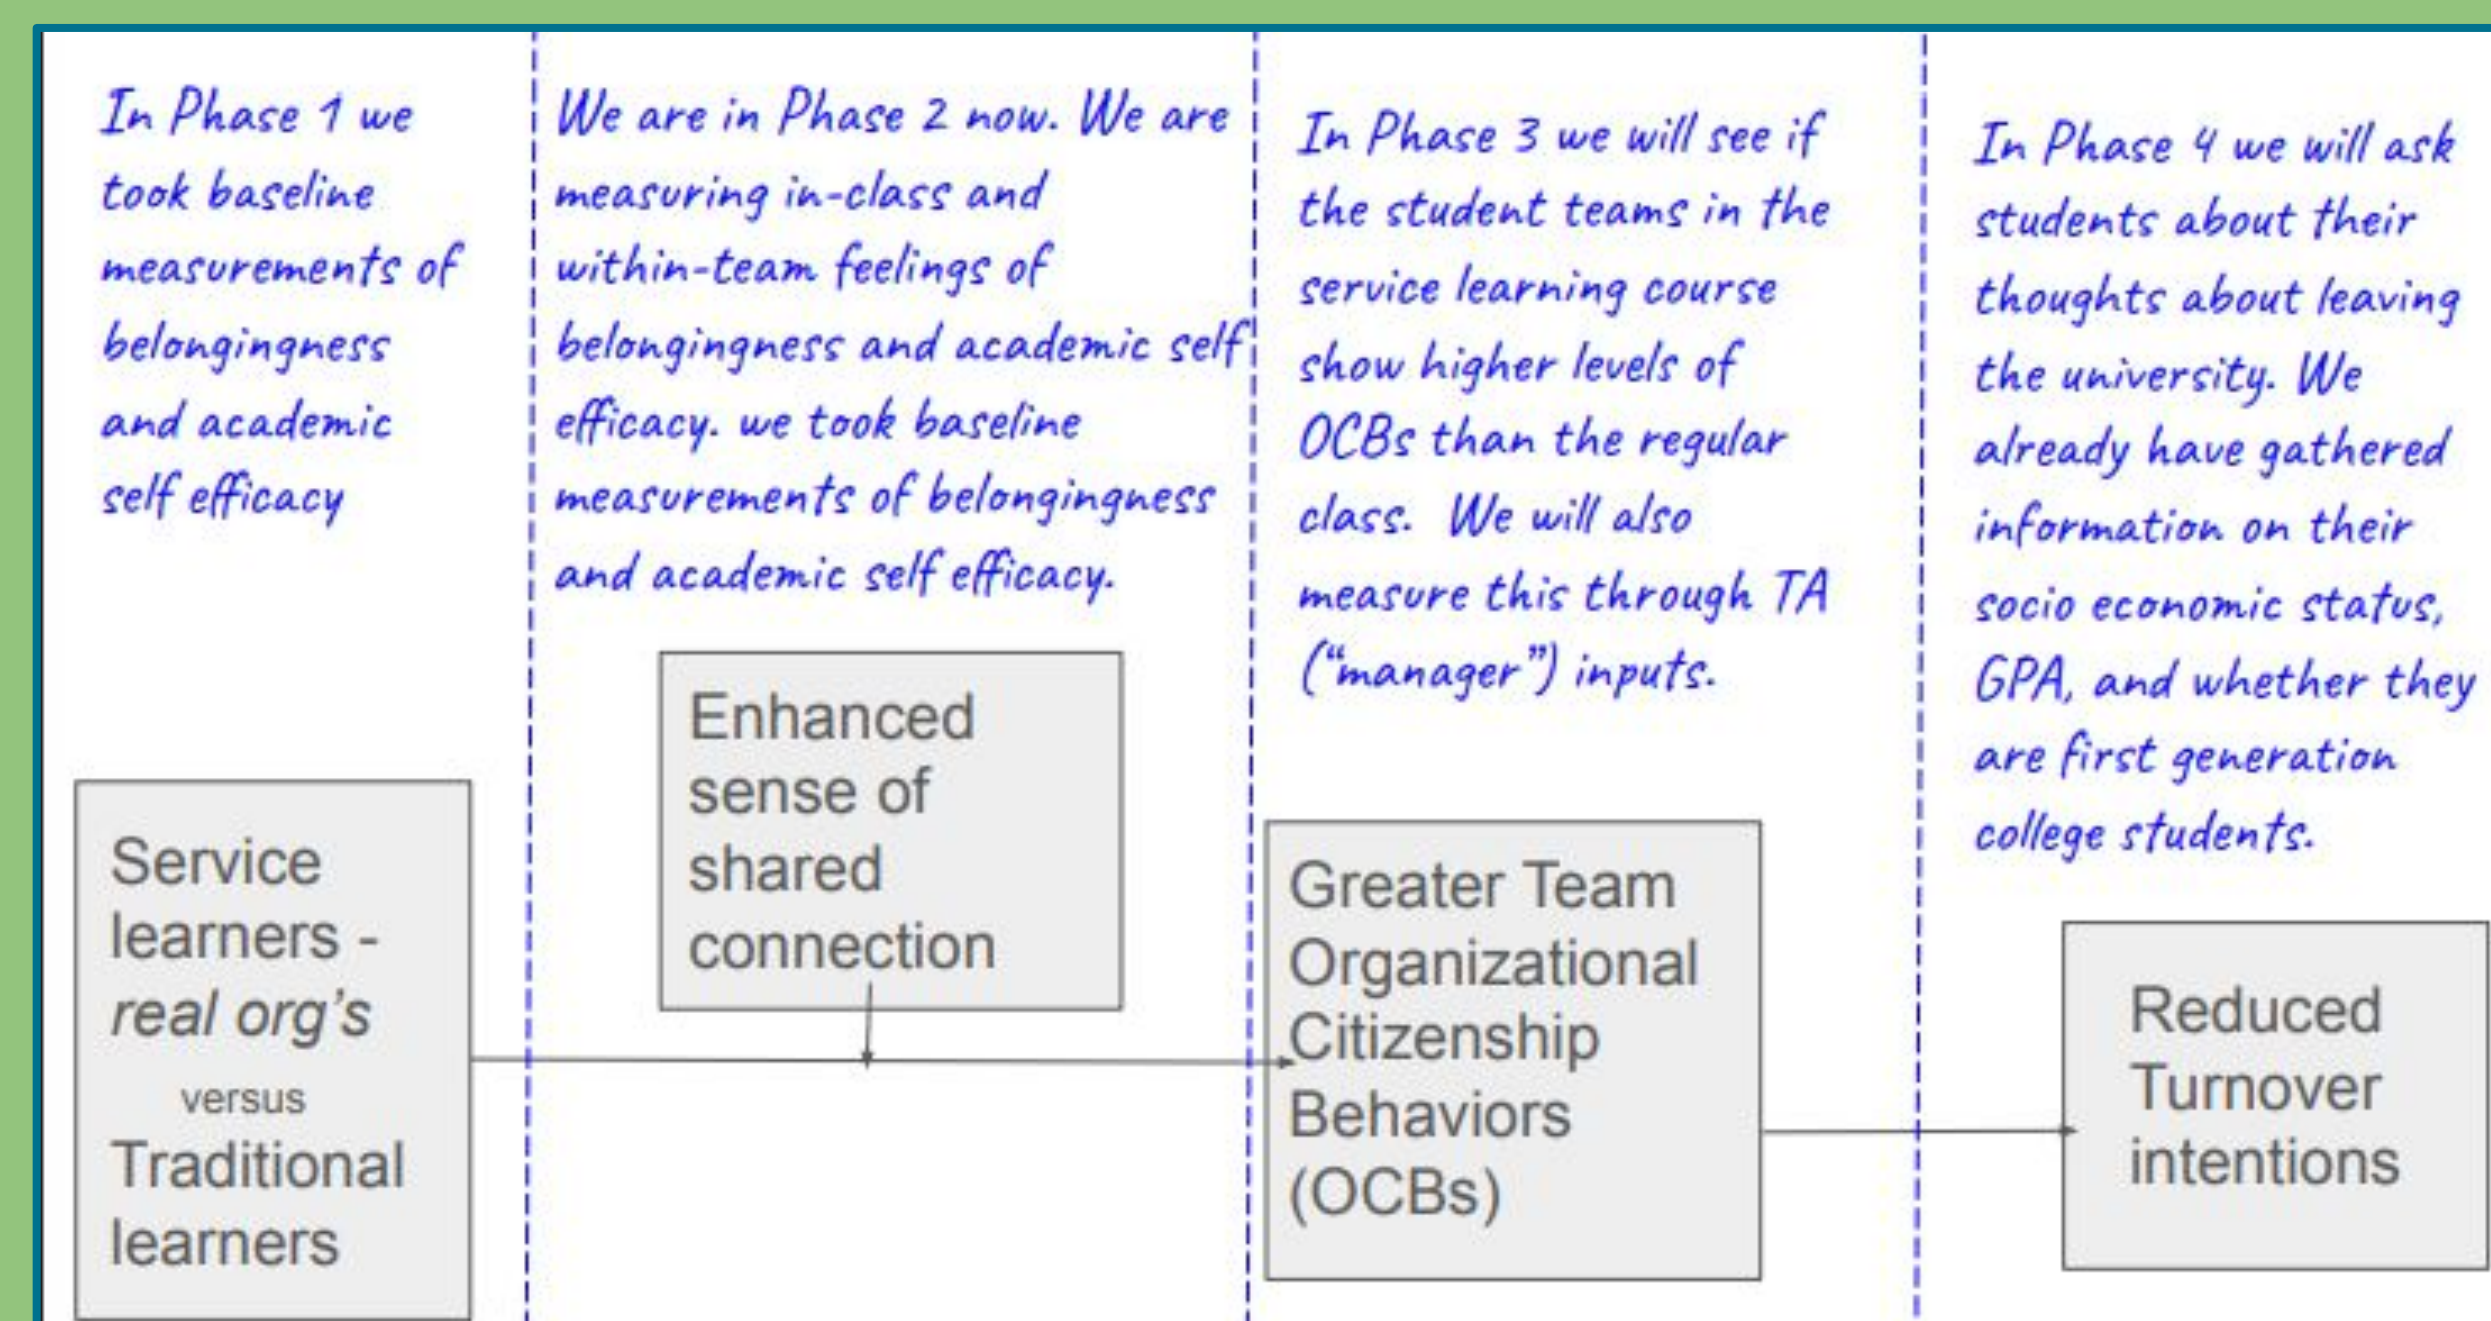 In Phase 1 we
took baseline
measurements of
belongingness
and academic
self efficacy
We are in Phase 2 now. We are
measuring in-class and
within-team feelings of
belongingness and academic self
efficacy. we took baseline
measurements of belongingness
and academic self efficacy.
In Phase 3 we will see if
the student teams in the
service learning course
show higher levels of
OCBs than the regular
class. We will also
measure this through TA
(“manager”) inputs.
In Phase 4 we will ask
students about their
thoughts about leaving
the university. We
already have gathered
information on their
socio economic status,
GPA, and whether they
are first generation
college students.
Service
learners -
real org’s
versus
Traditional
learners
Enhanced
sense of
shared
connection
Greater Team
Organizational
Citizenship
Behaviors
(OCBs)
Reduced
Turnover
intentions